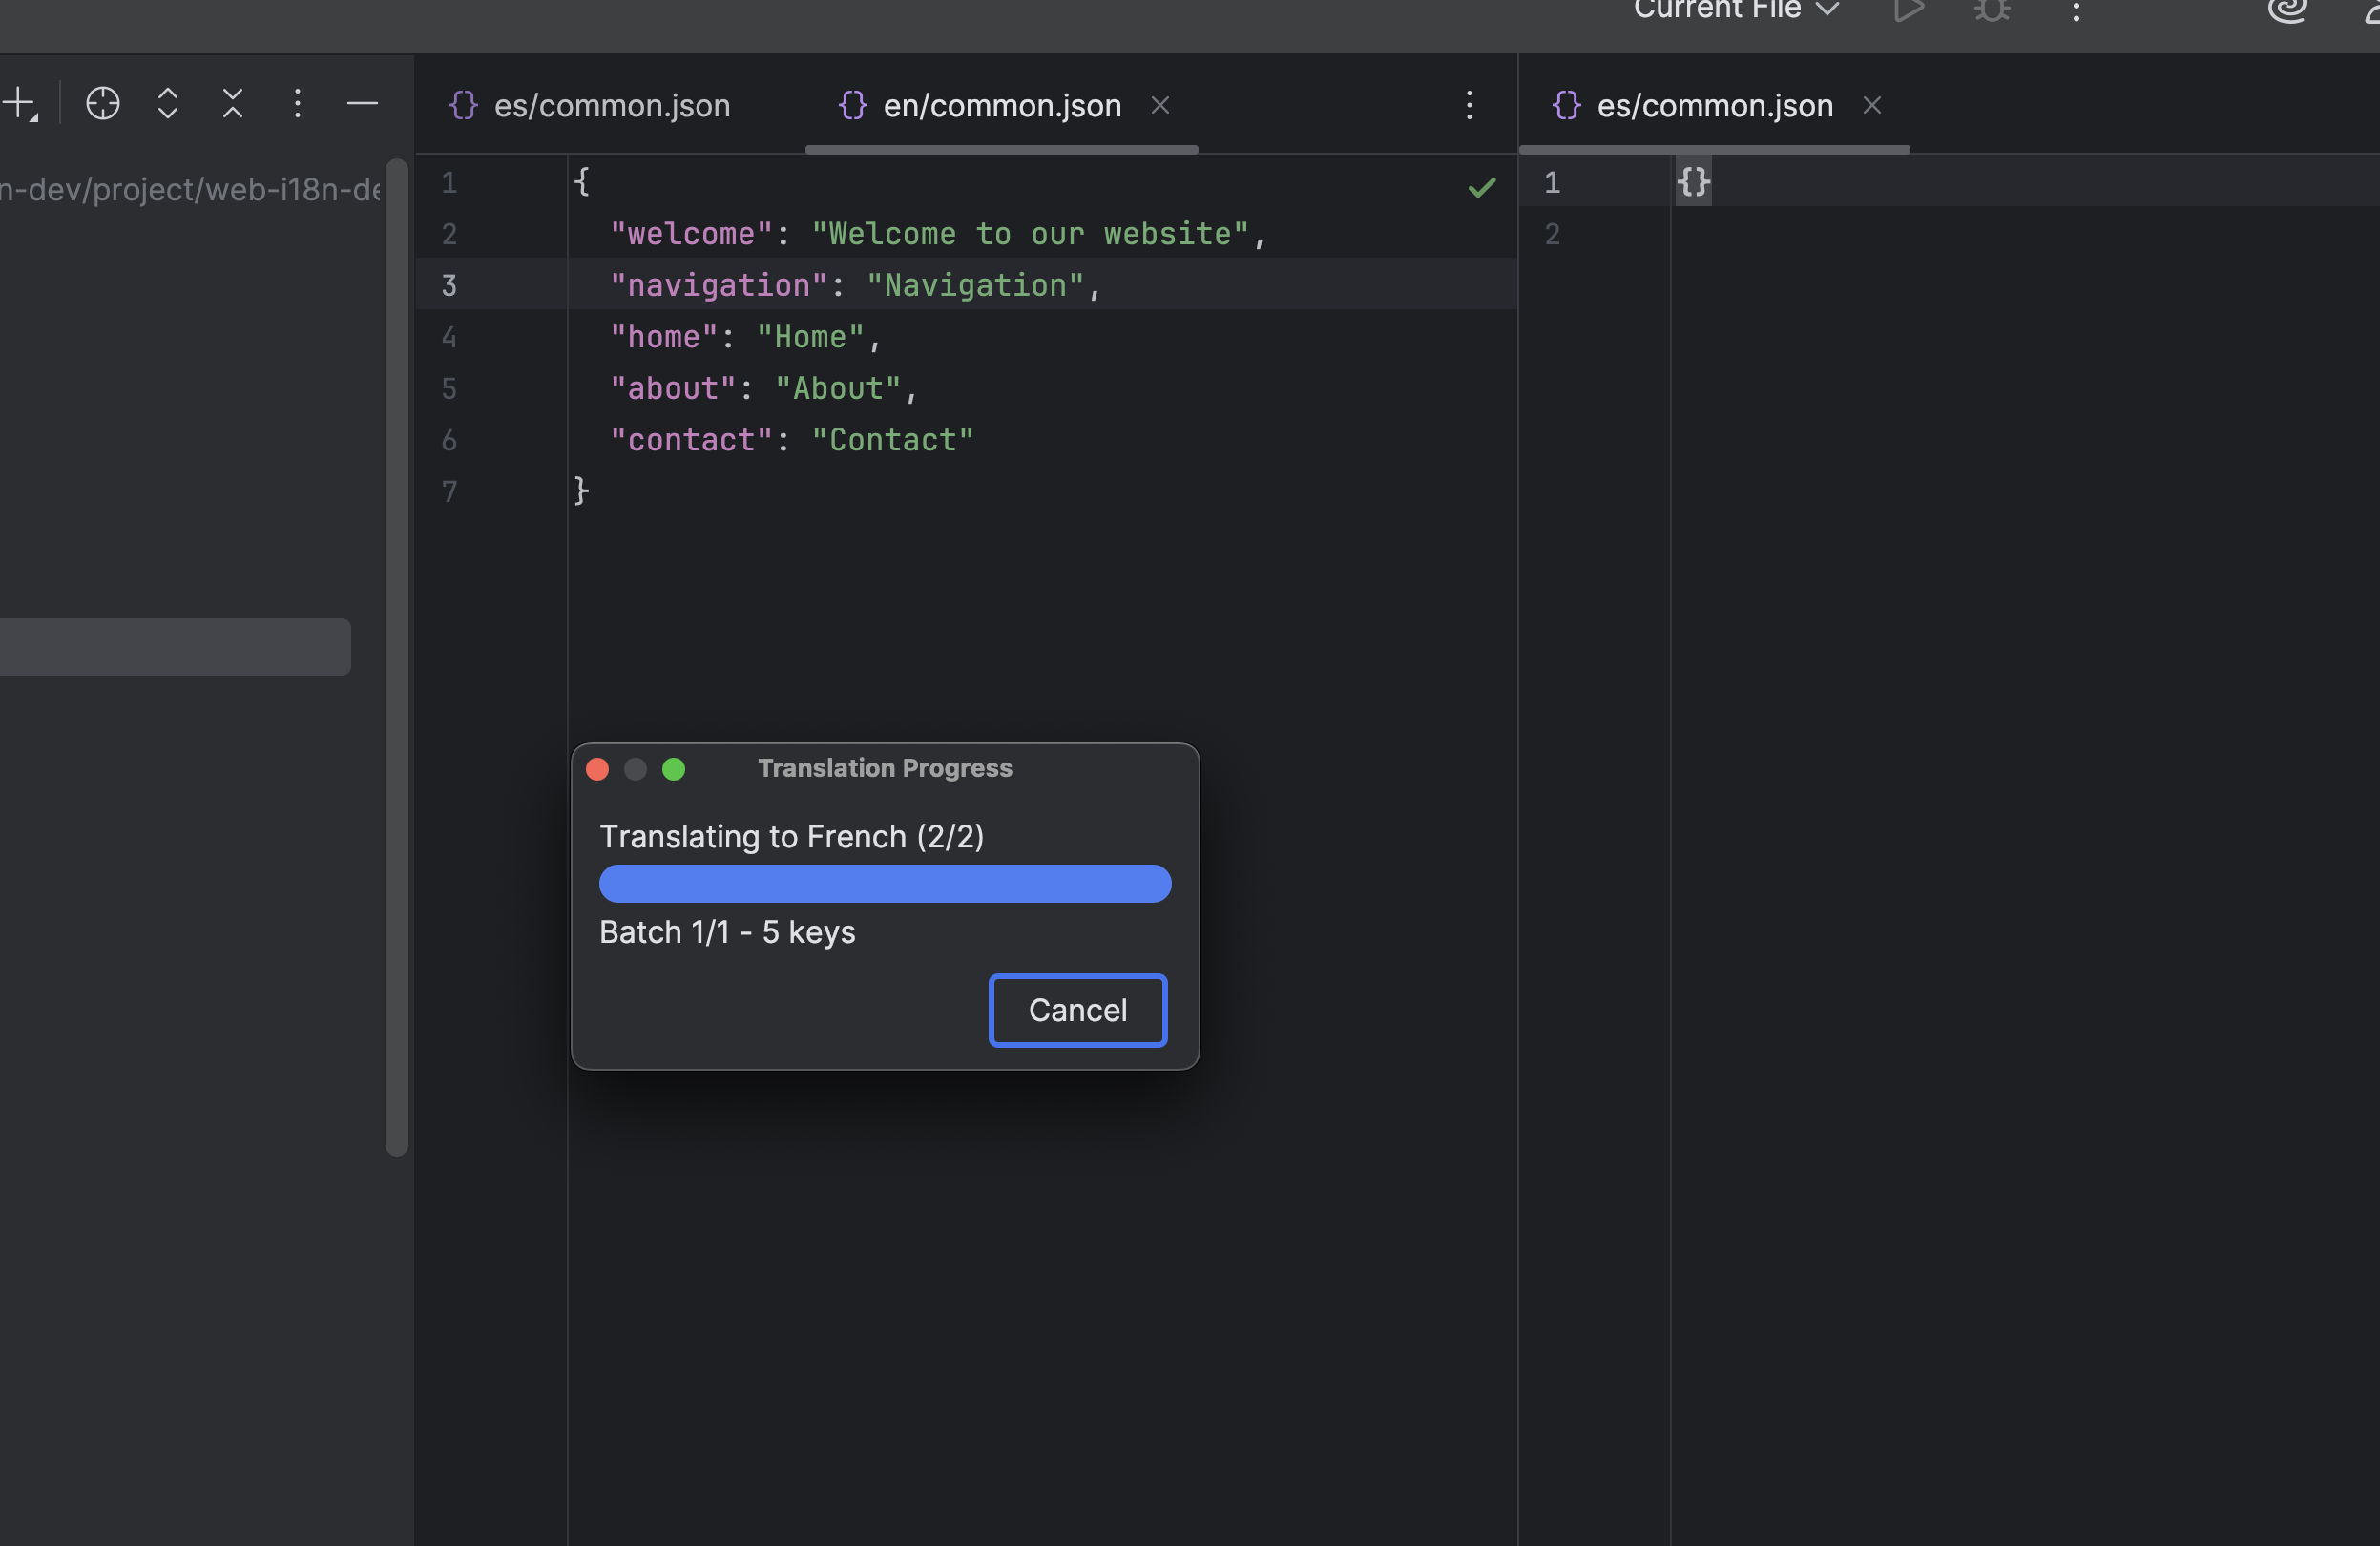 Current File
es/common.json
en/common.json
es/common.json
n-dev/project/web-i18n-de
1 {
2 "welcome": "Welcome to our website",
3 "navigation": "Navigation",
4 "home": "Home",
5 "about": "About",
6 "contact": "Contact"
7 }
1 {}
2
Translation Progress
Translating to French (2/2)
Batch 1/1 - 5 keys
Cancel